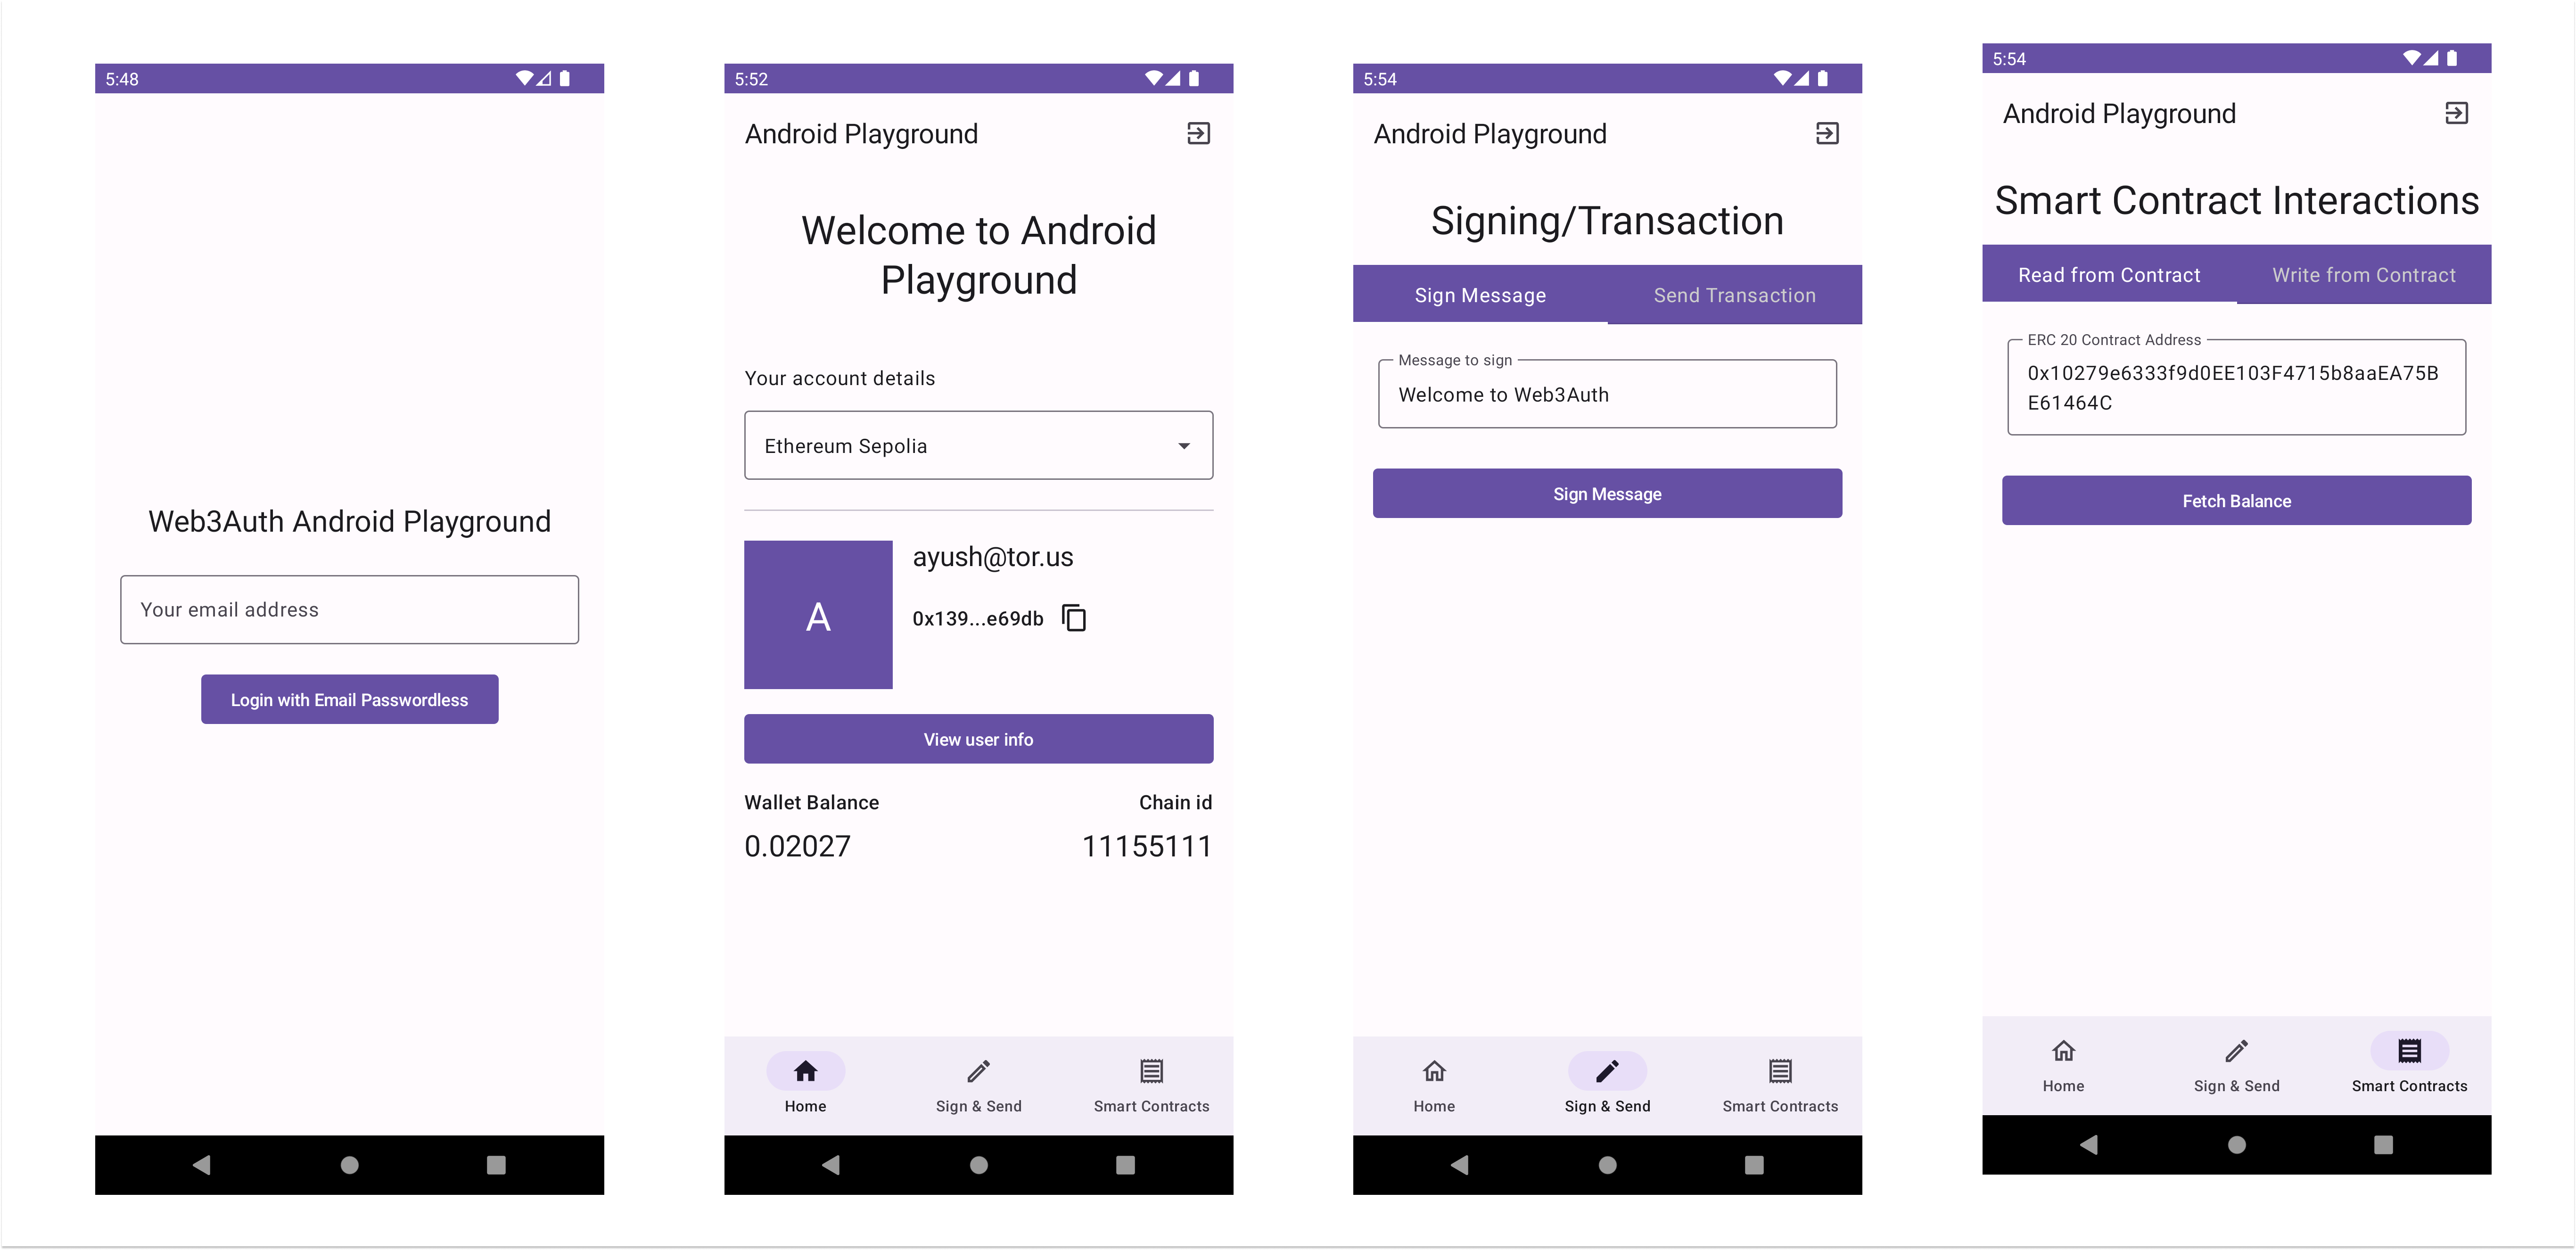 5:48
Web3Auth Android Playground
Your email address
Login with Email Passwordless
5:52
Android Playground
Welcome to Android
Playground
Your account details
Ethereum Sepolia
A
ayush@tor.us
0x139...e69db
View user info
Wallet Balance
Chain id
0.02027
11155111
Home
Sign & Send
Smart Contracts
5:54
Android Playground
Signing/Transaction
Sign Message
Send Transaction
Message to sign
Welcome to Web3Auth
Sign Message
Home
Sign & Send
Smart Contracts
5:54
Android Playground
Smart Contract Interactions
Read from Contract
Write from Contract
ERC 20 Contract Address
0x10279e6333f9d0EE103F4715b8aaEA75B
E61464C
Fetch Balance
Home
Sign & Send
Smart Contracts